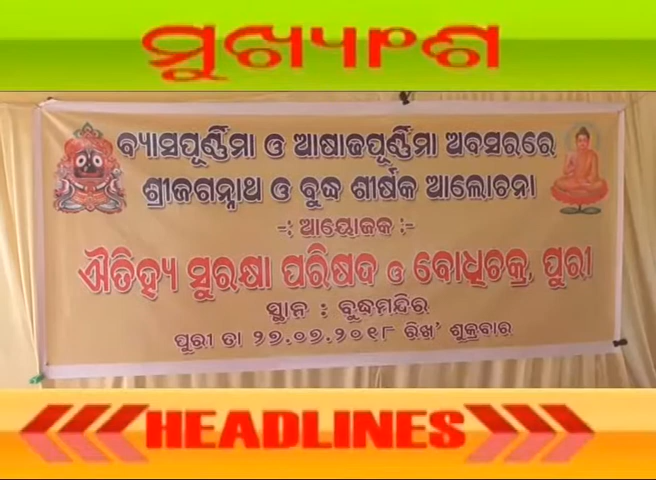 ମୁଖ୍ୟାଂଶ
ବ୍ୟାସପୂର୍ଣ୍ଣିମା ଓ ଆଷାଢପୂର୍ଣ୍ଣିମା ଅବସରରେ
ଶ୍ରୀଜଗନ୍ନାଥ ଓ ବୁଦ୍ଧ ଶୀର୍ଷକ ଆଲୋଚନା
-: ଆୟୋଜକ :-
ଐତିହ୍ୟ ସୁରକ୍ଷା ପରିଷଦ ଓ ବୋଧିଚକ୍ର, ପୁରୀ
ସ୍ଥାନ : ବୁଦ୍ଧମନ୍ଦିର
ପୁରୀ ତା ୨୭.୦୭.୨୦୧୮ ରିଖ' ଶୁକ୍ରବାର
HEADLINES